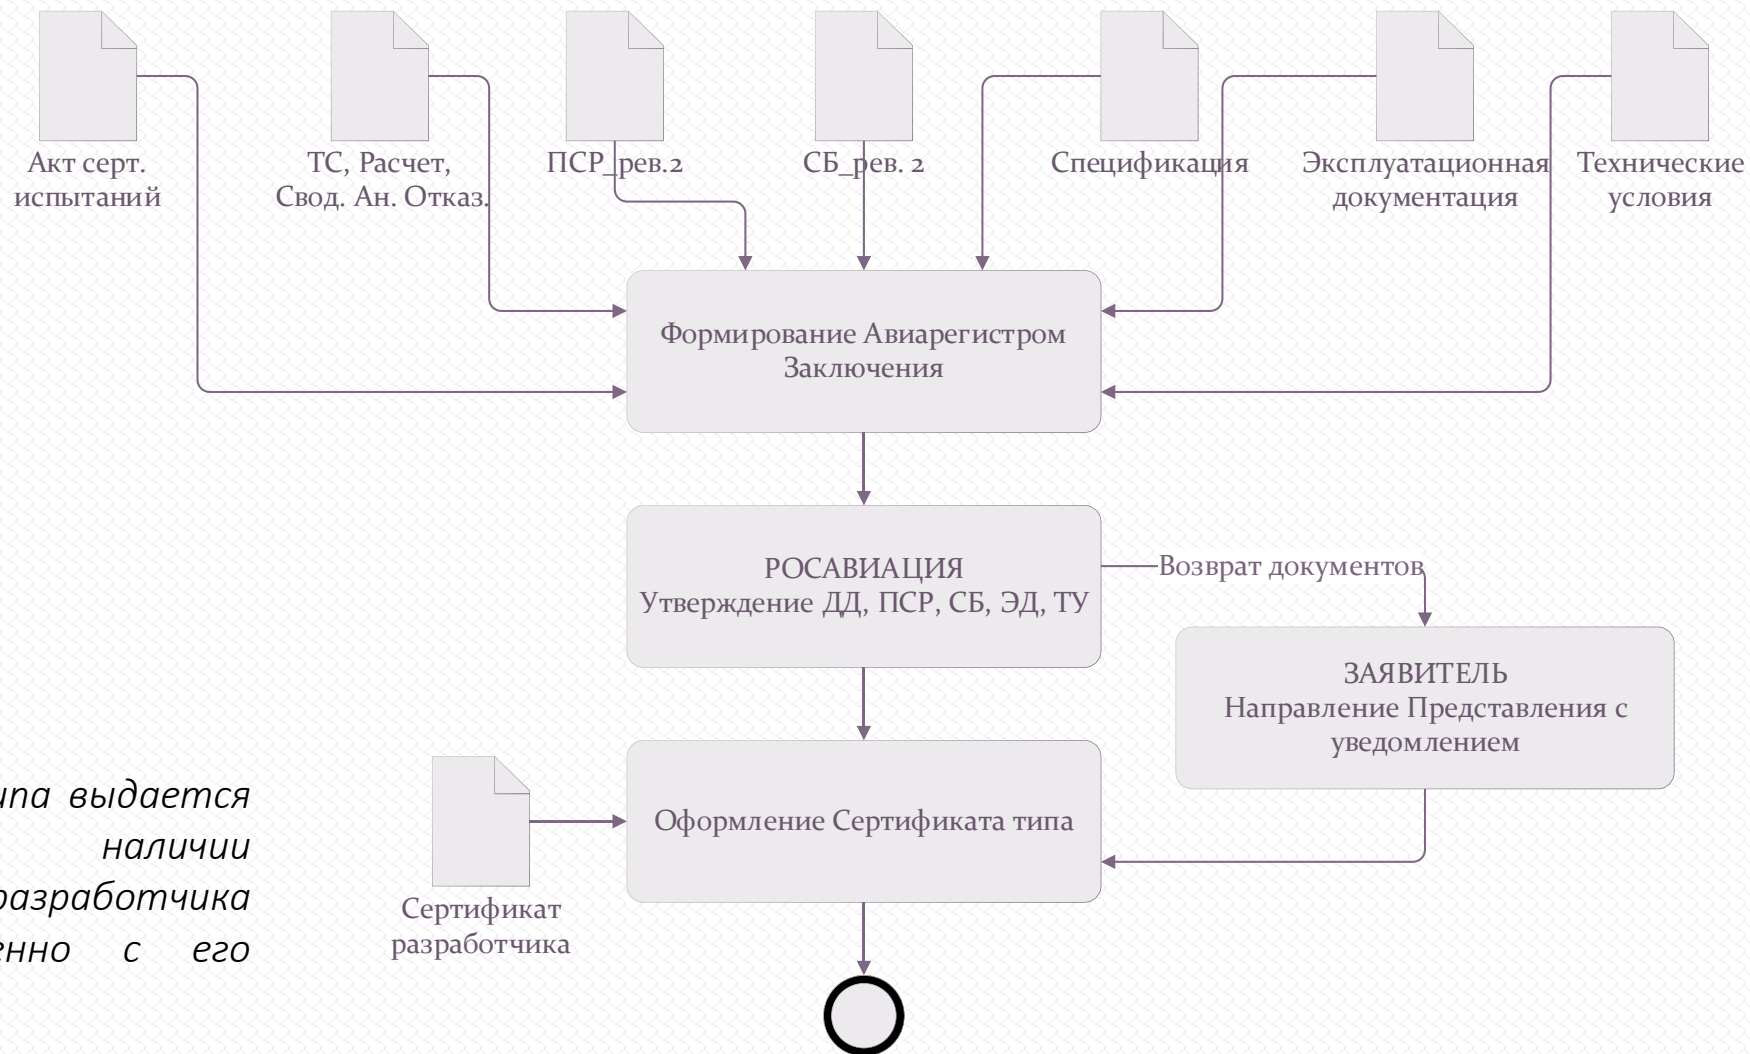 Акт серт.
испытаний
ТС, Расчет,
Свод. Ан. Отказ.
ПСР_рев.2
СБ_рев. 2
Спецификация
Эксплуатационная
документация
Технические
условия
Формирование Авиарегистром
Заключения
РОСАВИАЦИЯ
Утверждение ДД, ПСР, СБ, ЭД, ТУ
Возврат документов
ЗАЯВИТЕЛЬ
Направление Представления с
уведомлением
Оформление Сертификата типа
Сертификат
разработчика
выдается
наличии
разработчика
с его